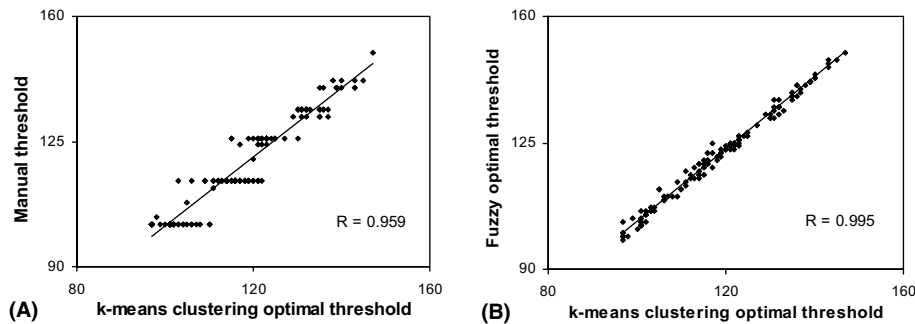 160
125
90
Manual threshold
R = 0.959
80
120
160
(A)
k-means clustering optimal threshold
160
125
90
Fuzzy optimal threshold
R = 0.995
80
120
160
(B)
k-means clustering optimal threshold